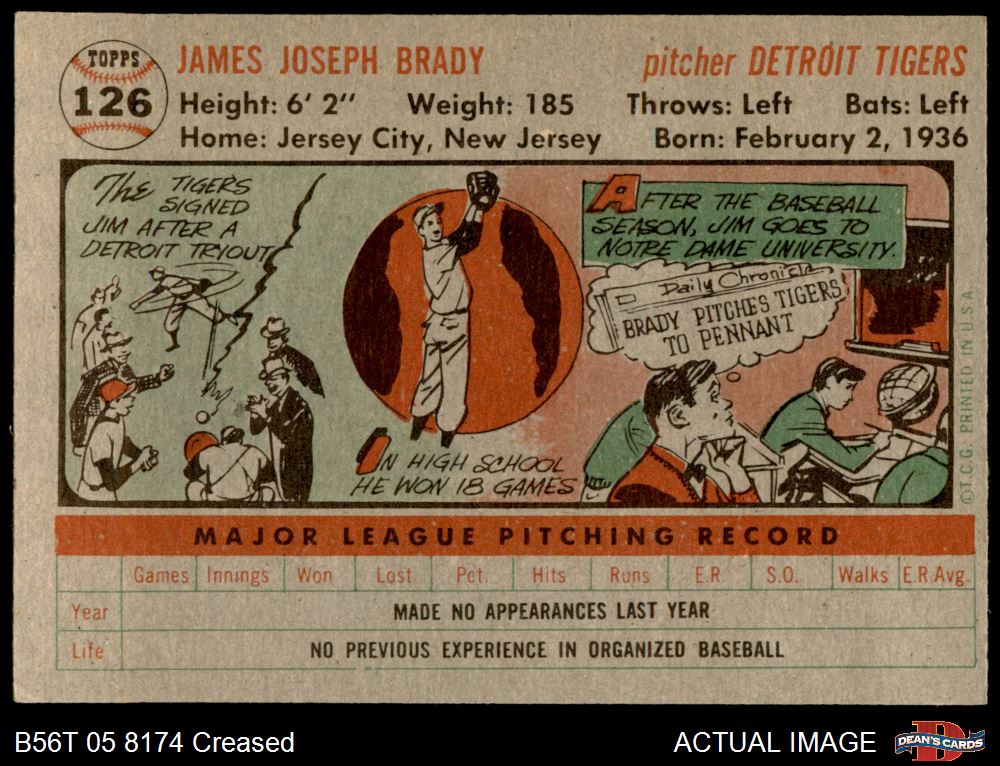 TOPPS
126
JAMES JOSEPH BRADY
pitcher DETROIT TIGERS
Height: 6' 2" Weight: 185 Throws: Left Bats: Left
Home: Jersey City, New Jersey Born: February 2, 1936
The TIGERS
SIGNED
JIM AFTER A
DETROIT TRYOUT
IN HIGH SCHOOL
HE WON 18 GAMES
AFTER THE BASEBALL
SEASON, JIM GOES TO
NOTRE DAME UNIVERSITY.
Daily Chronicle
BRADY PITCHES TIGERS
TO PENNANT
©T.C.G. PRINTED IN U.S.A.
MAJOR LEAGUE PITCHING RECORD
Games Innings Won Lost Pct. Hits Runs E.R. S.O. Walks E.R.Avg.
Year MADE NO APPEARANCES LAST YEAR
Life NO PREVIOUS EXPERIENCE IN ORGANIZED BASEBALL
B56T 05 8174 Creased
ACTUAL IMAGE
DEAN'S CARDS